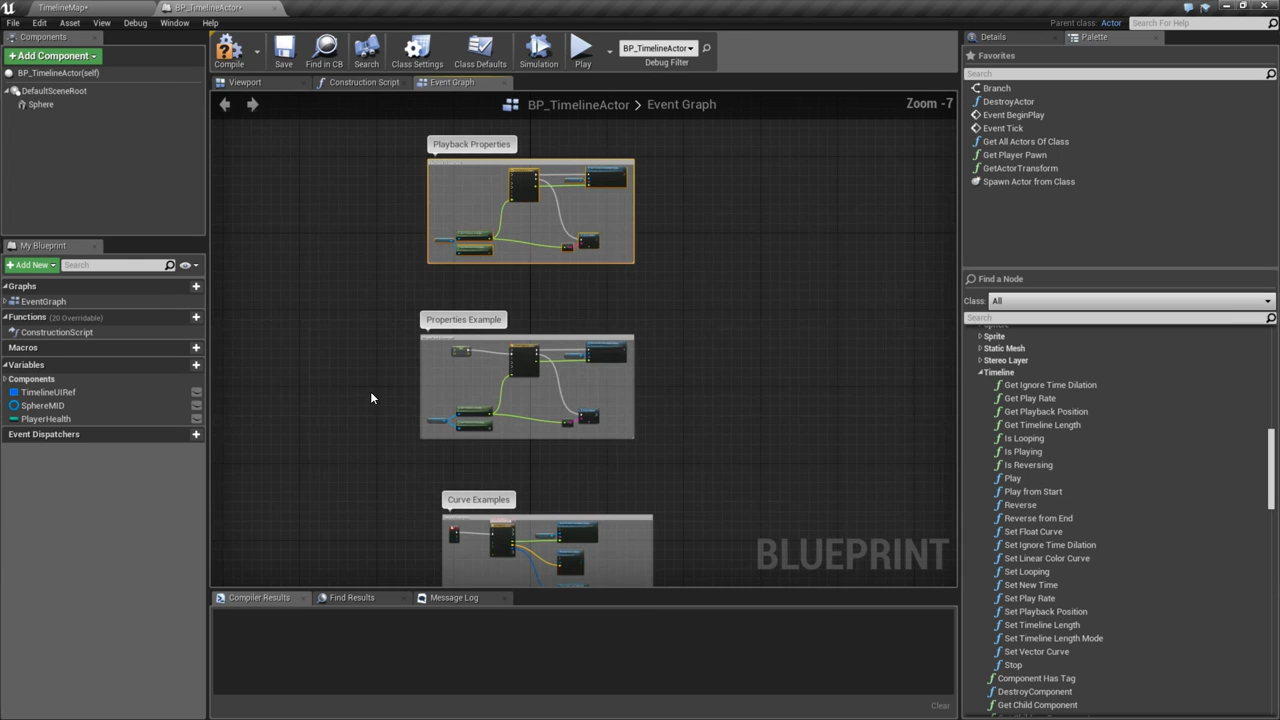 TimelineMap*
BP_TimelineActor*
File Edit Asset View Debug Window Help
Parent class: Actor
Search For Help
Components
Add Component
BP_TimelineActor(self)
DefaultSceneRoot
Sphere
My Blueprint
Add New
Search
Graphs
EventGraph
Functions (20 Overridable)
ConstructionScript
Macros
Variables
Components
TimelineUIRef
SphereMID
PlayerHealth
Event Dispatchers
Compile
Save
Find in CB
Search
Class Settings
Class Defaults
Simulation
Play
BP_TimelineActor
Debug Filter
Viewport
Construction Script
Event Graph
BP_TimelineActor > Event Graph
Zoom -7
Playback Properties
Properties Example
Curve Examples
BLUEPRINT
Compiler Results
Find Results
Message Log
Clear
Details
Palette
Favorites
Search
Branch
DestroyActor
Event BeginPlay
Event Tick
Get All Actors Of Class
Get Player Pawn
GetActorTransform
Spawn Actor from Class
Find a Node
Class: All
Search
Sprite
Static Mesh
Stereo Layer
Timeline
Get Ignore Time Dilation
Get Play Rate
Get Playback Position
Get Timeline Length
Is Looping
Is Playing
Is Reversing
Play
Play from Start
Reverse
Reverse from End
Set Float Curve
Set Ignore Time Dilation
Set Linear Color Curve
Set Looping
Set New Time
Set Play Rate
Set Playback Position
Set Timeline Length
Set Timeline Length Mode
Set Vector Curve
Stop
Component Has Tag
DestroyComponent
Get Child Component